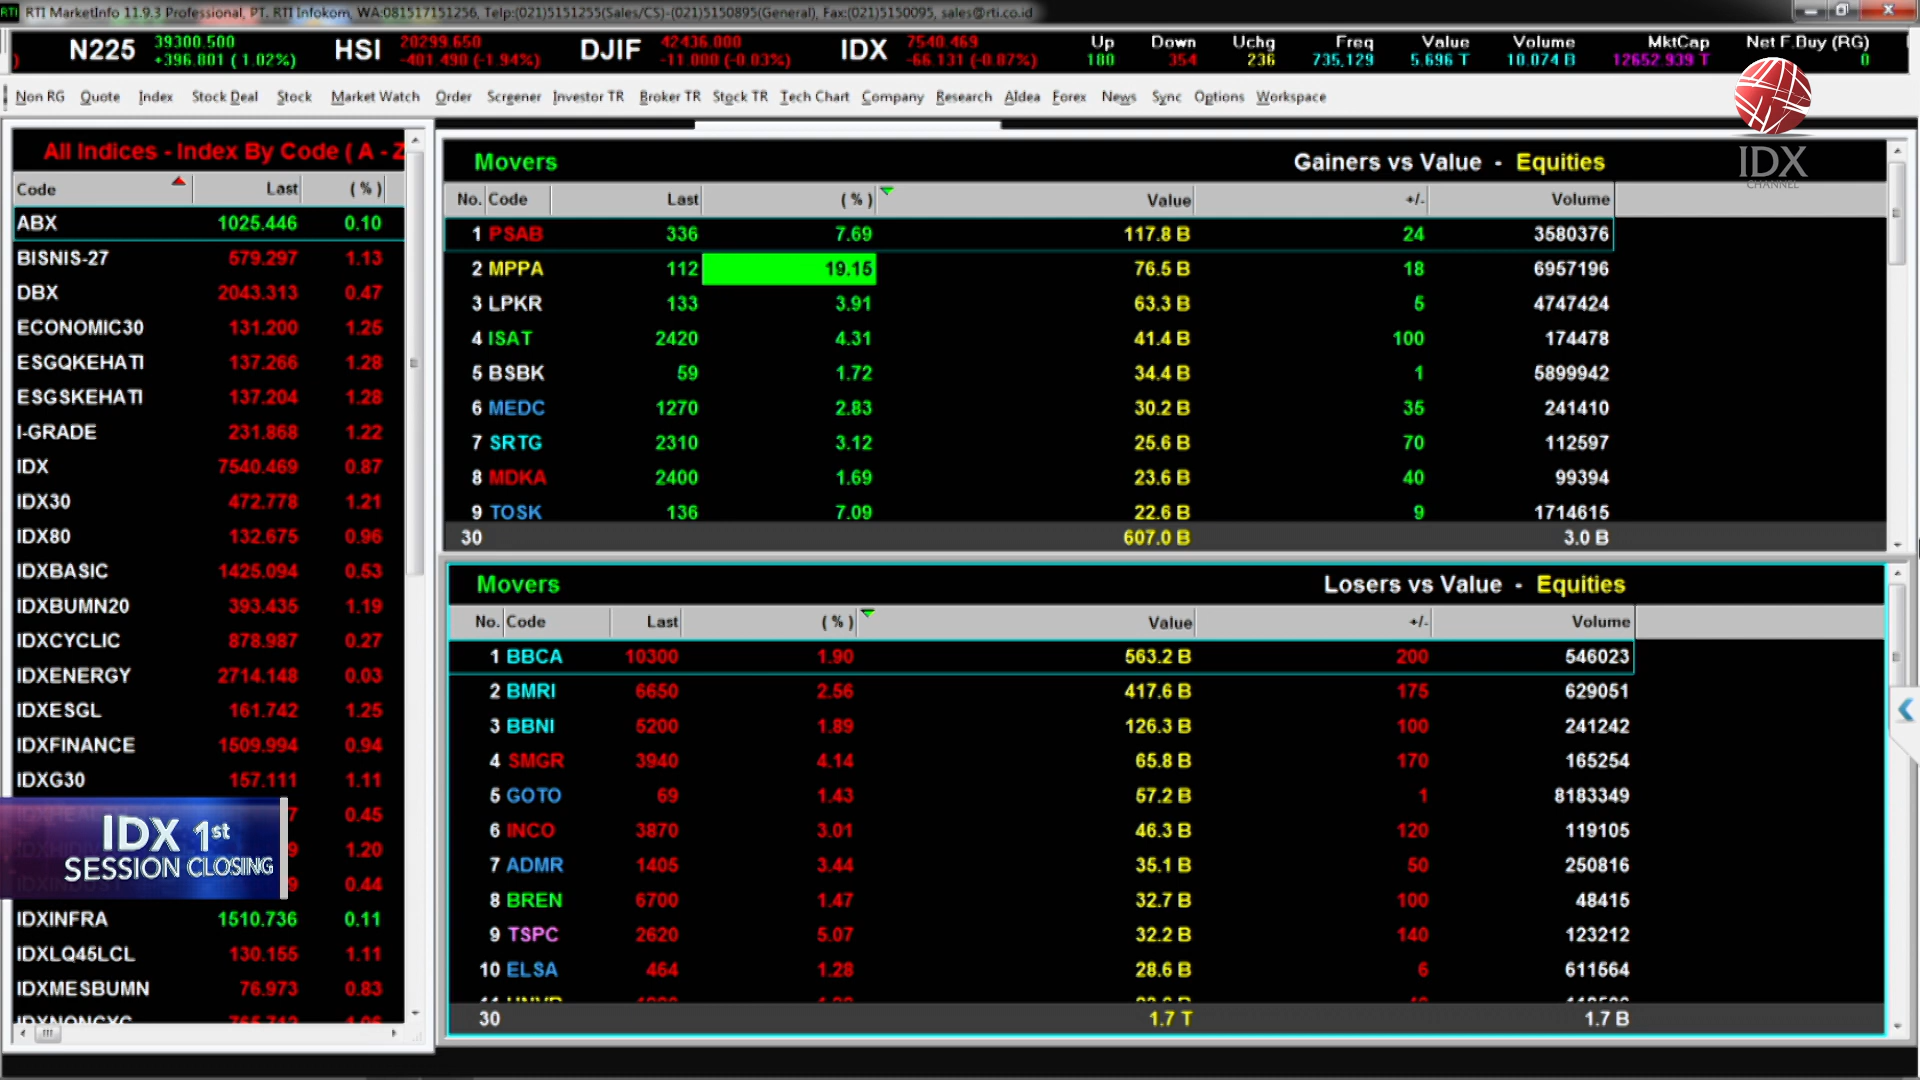 RTI RTI MarketInfo 11.9.3 Professional, PT. RTI Infokom, WA:081517151256, Telp:(021)5151255(Sales/CS)-(021)5150895(General), Fax:(021)5150095, sales@rti.co.id
N225 39300.500 +396.801 ( 1.02%) HSI 20299.650 -401.490 (-1.94%) DJIF 42436.000 -11.000 (-0.03%) IDX 7540.469 -66.131 (-0.87%)
Up Down Uchg Freq Value Volume MktCap Net F.Buy (RG)
180 354 236 735,129 5.696 T 10.074 B 12652.939 T 0
Non RG Quote Index Stock Deal Stock Market Watch Order Screener Investor TR Broker TR Stock TR Tech Chart Company Research AIdea Forex News Sync Options Workspace
IDX
CHANNEL
All Indices - Index By Code ( A - Z
Code Last ( % )
ABX 1025.446 0.10
BISNIS-27 579.297 1.13
DBX 2043.313 0.47
ECONOMIC30 131.200 1.25
ESGQKEHATI 137.266 1.28
ESGSKEHATI 137.204 1.28
I-GRADE 231.868 1.22
IDX 7540.469 0.87
IDX30 472.778 1.21
IDX80 132.675 0.96
IDXBASIC 1425.094 0.53
IDXBUMN20 393.435 1.19
IDXCYCLIC 878.987 0.27
IDXENERGY 2714.148 0.03
IDXESGL 161.742 1.25
IDXFINANCE 1509.994 0.94
IDXG30 157.111 1.11
7 0.45
9 1.20
9 0.44
IDX 1st
SESSION CLOSING
IDXINFRA 1510.736 0.11
IDXLQ45LCL 130.155 1.11
IDXMESBUMN 76.973 0.83
IDXNONCYC 765.712 1.06
Movers Gainers vs Value - Equities
No. Code Last ( % ) Value +/- Volume
1 PSAB 336 7.69 117.8 B 24 3580376
2 MPPA 112 19.15 76.5 B 18 6957196
3 LPKR 133 3.91 63.3 B 5 4747424
4 ISAT 2420 4.31 41.4 B 100 174478
5 BSBK 59 1.72 34.4 B 1 5899942
6 MEDC 1270 2.83 30.2 B 35 241410
7 SRTG 2310 3.12 25.6 B 70 112597
8 MDKA 2400 1.69 23.6 B 40 99394
9 TOSK 136 7.09 22.6 B 9 1714615
30 607.0 B 3.0 B
Movers Losers vs Value - Equities
No. Code Last ( % ) Value +/- Volume
1 BBCA 10300 1.90 563.2 B 200 546023
2 BMRI 6650 2.56 417.6 B 175 629051
3 BBNI 5200 1.89 126.3 B 100 241242
4 SMGR 3940 4.14 65.8 B 170 165254
5 GOTO 69 1.43 57.2 B 1 8183349
6 INCO 3870 3.01 46.3 B 120 119105
7 ADMR 1405 3.44 35.1 B 50 250816
8 BREN 6700 1.47 32.7 B 100 48415
9 TSPC 2620 5.07 32.2 B 140 123212
10 ELSA 464 1.28 28.6 B 6 611564
30 1.7 T 1.7 B